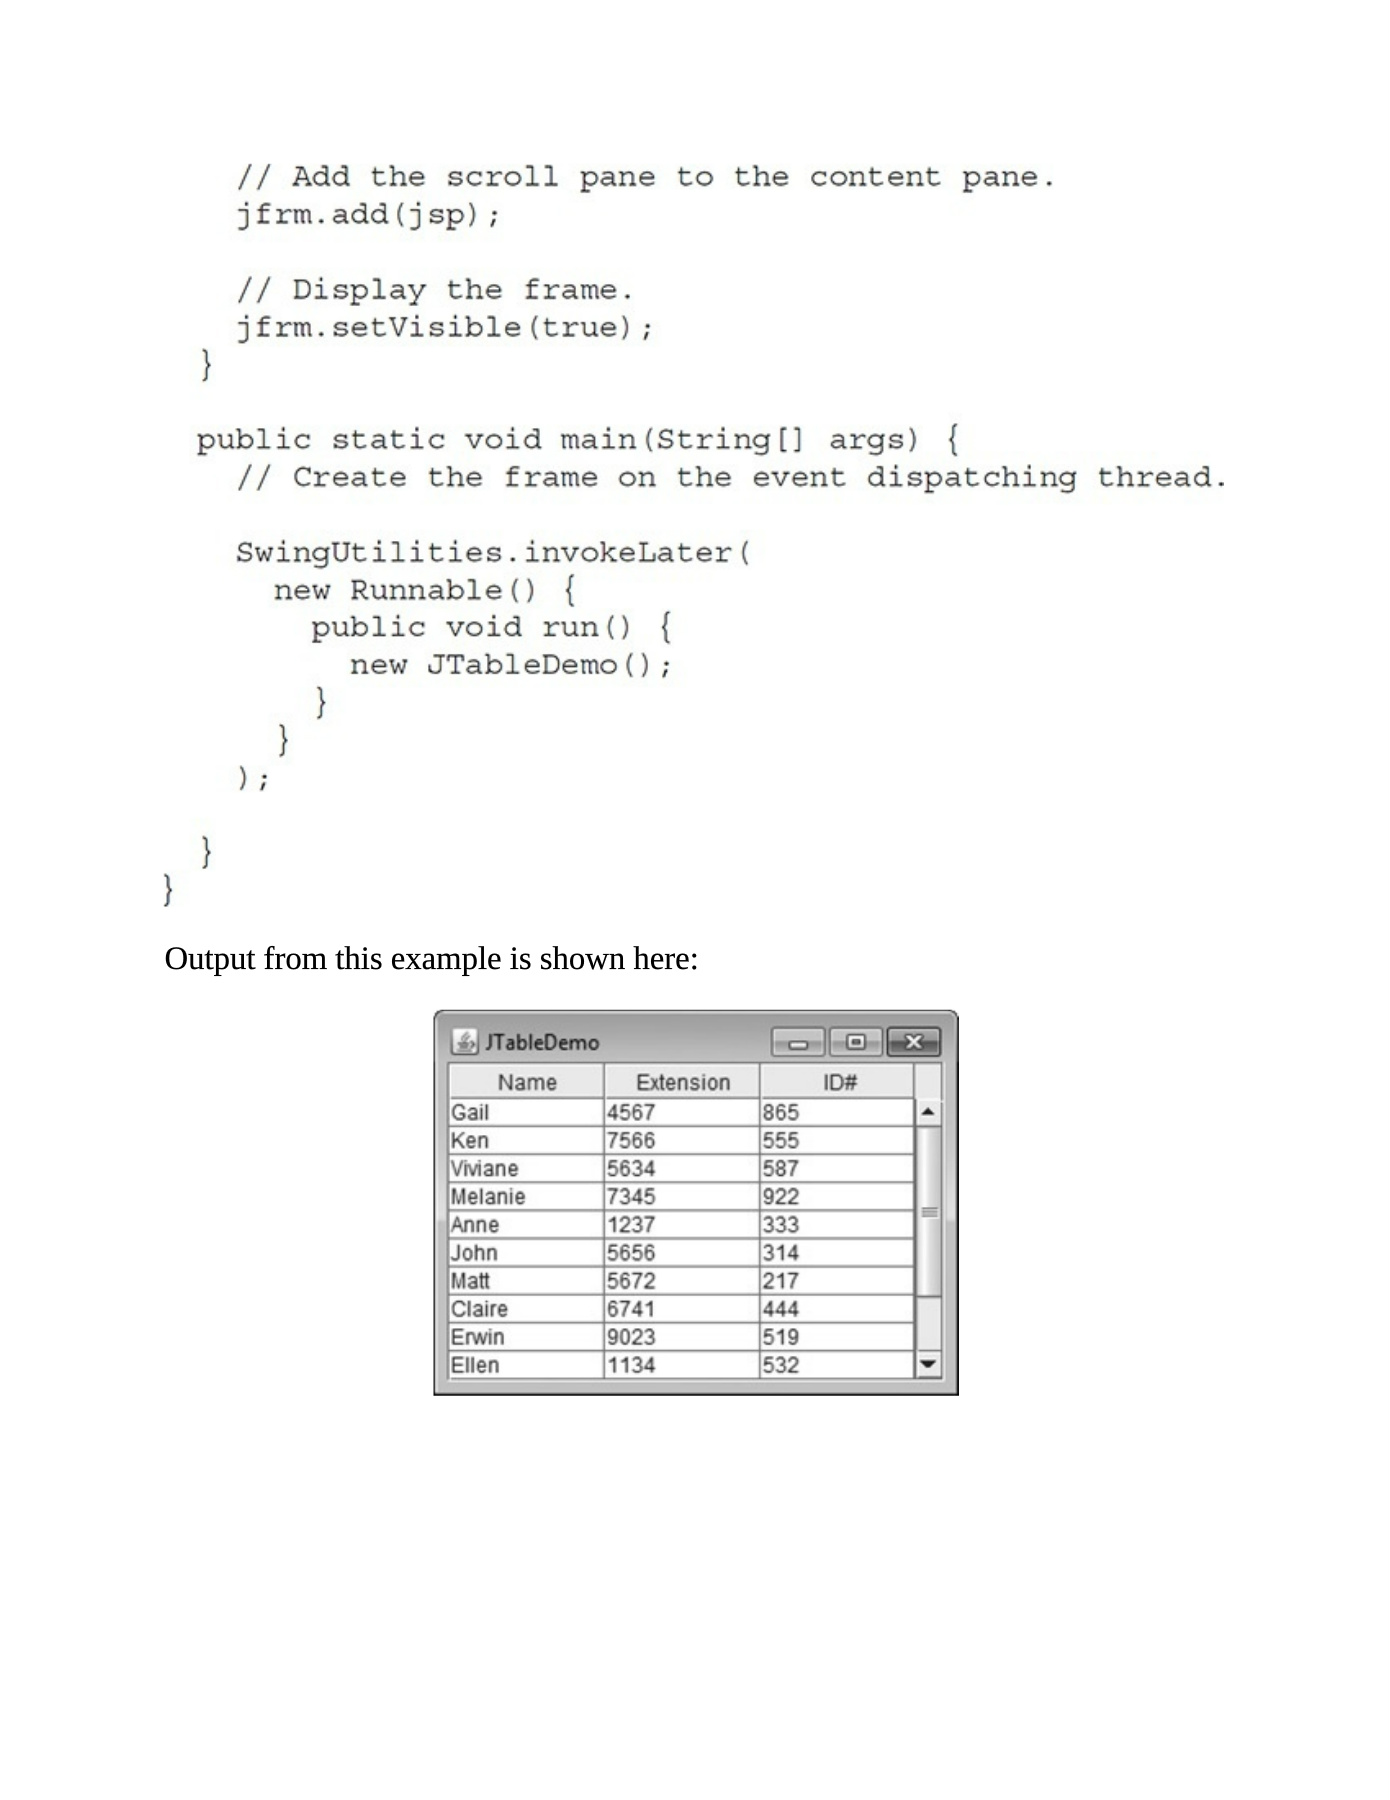 // Add the scroll pane to the content pane.
jfrm.add(jsp);
// Display the frame.
jfrm.setVisible(true);
}
public static void main(String[] args) {
// Create the frame on the event dispatching thread.
SwingUtilities.invokeLater(
new Runnable() {
public void run() {
new JTableDemo();
}
}
);
}
}
Output from this example is shown here:
JTableDemo
Name Extension ID#
Gail 4567 865
Ken 7566 555
Viviane 5634 587
Melanie 7345 922
Anne 1237 333
John 5656 314
Matt 5672 217
Claire 6741 444
Erwin 9023 519
Ellen 1134 532